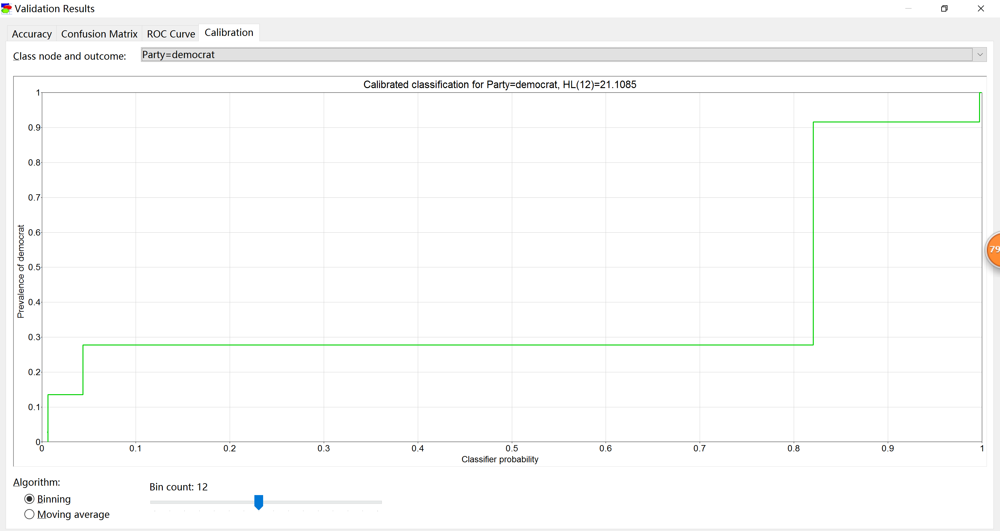 Validation Results
Accuracy Confusion Matrix ROC Curve Calibration
Class node and outcome: Party=democrat
Calibrated classification for Party=democrat, HL(12)=21.1085
Prevalence of democrat
1
0.9
0.8
0.7
0.6
0.5
0.4
0.3
0.2
0.1
0
0 0.1 0.2 0.3 0.4 0.5 0.6 0.7 0.8 0.9 1
Classifier probability
79
Algorithm:
Bin count: 12
Binning
Moving average